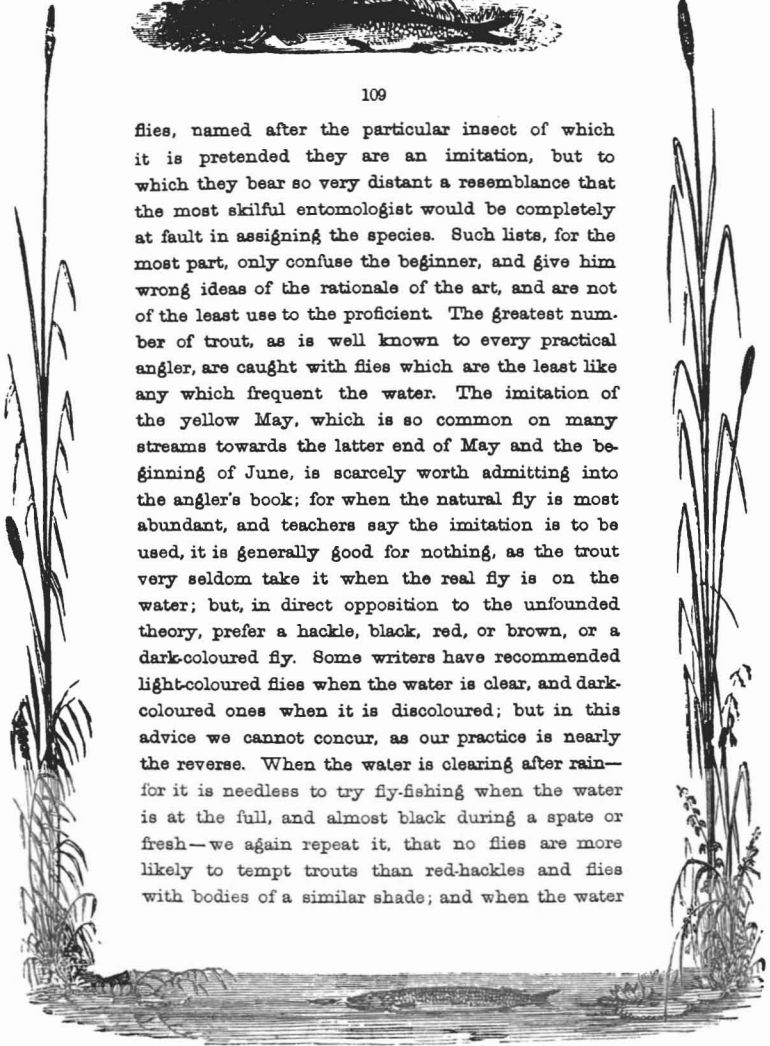 109
flies, named after the particular insect of which
it is pretended they are an imitation, but to
which they bear so very distant a resemblance that
the most skilful entomologist would be completely
at fault in assigning the species. Such lists, for the
most part, only confuse the beginner, and give him
wrong ideas of the rationale of the art, and are not
of the least use to the proficient. The greatest num-
ber of trout, as is well known to every practical
angler, are caught with flies which are the least like
any which frequent the water. The imitation of
the yellow May, which is so common on many
streams towards the latter end of May and the be-
ginning of June, is scarcely worth admitting into
the angler's book; for when the natural fly is most
abundant, and teachers say the imitation is to be
used, it is generally good for nothing, as the trout
very seldom take it when the real fly is on the
water; but, in direct opposition to the unfounded
theory, prefer a hackle, black, red, or brown, or a
dark-coloured fly. Some writers have recommended
light-coloured flies when the water is clear, and dark-
coloured ones when it is discoloured; but in this
advice we cannot concur, as our practice is nearly
the reverse. When the water is clearing after rain—
for it is needless to try fly-fishing when the water
is at the full, and almost black during a spate or
fresh—we again repeat it, that no flies are more
likely to tempt trouts than red-hackles and flies
with bodies of a similar shade; and when the water